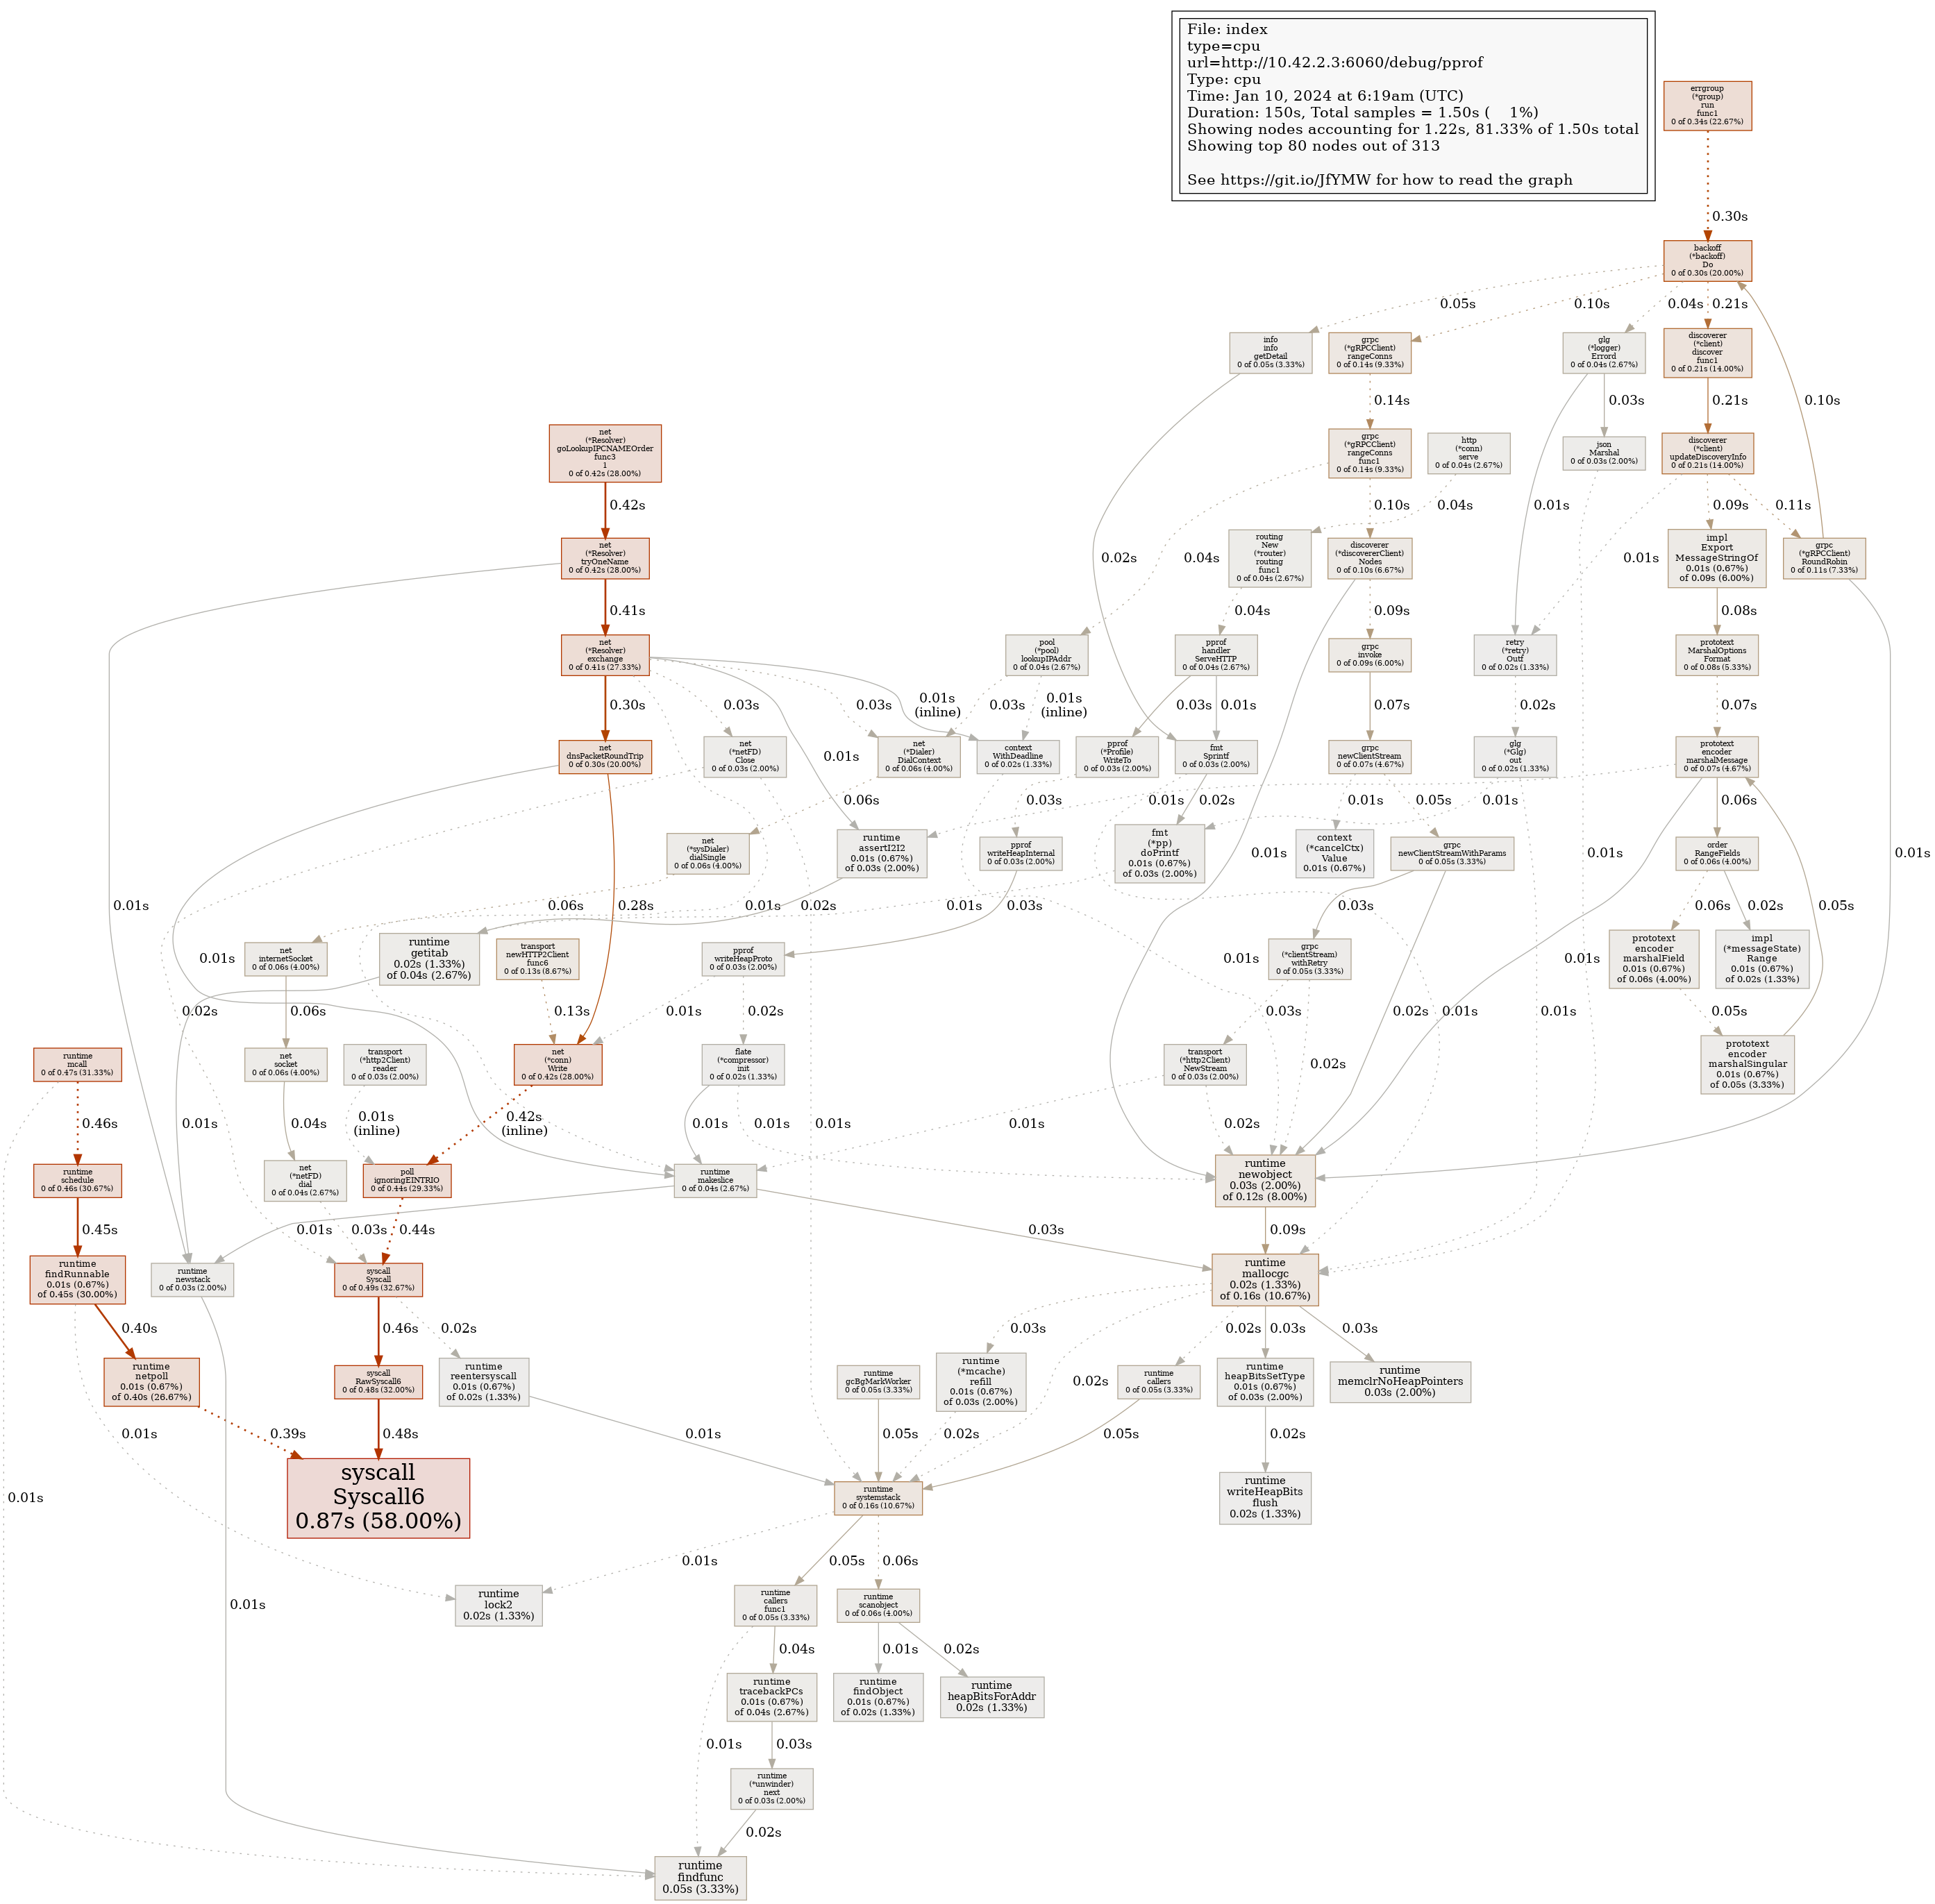 File: index
type=cpu
url=http://10.42.2.3:6060/debug/pprof
Type: cpu
Time: Jan 10, 2024 at 6:19am (UTC)
Duration: 150s, Total samples = 1.50s ( 1%)
Showing nodes accounting for 1.22s, 81.33% of 1.50s total
Showing top 80 nodes out of 313
See https://git.io/JfYMW for how to read the graph
errgroup
(*group)
run
func1
0 of 0.34s (22.67%)
0.30s
backoff
(*backoff)
Do
0 of 0.30s (20.00%)
0.05s
0.10s
0.04s
0.21s
info
info
getDetail
0 of 0.05s (3.33%)
grpc
(*gRPCClient)
rangeConns
0 of 0.14s (9.33%)
glg
(*logger)
Errord
0 of 0.04s (2.67%)
discoverer
(*client)
discover
func1
0 of 0.21s (14.00%)
0.14s
0.03s
0.21s
0.10s
net
(*Resolver)
goLookupIPCNAMEOrder
func3
1
0 of 0.42s (28.00%)
grpc
(*gRPCClient)
rangeConns
func1
0 of 0.14s (9.33%)
http
(*conn)
serve
0 of 0.04s (2.67%)
json
Marshal
0 of 0.03s (2.00%)
discoverer
(*client)
updateDiscoveryInfo
0 of 0.21s (14.00%)
0.42s
0.10s
0.04s
0.01s
0.09s
0.11s
net
(*Resolver)
tryOneName
0 of 0.42s (28.00%)
0.02s
0.04s
routing
New
(*router)
routing
func1
0 of 0.04s (2.67%)
discoverer
(*discovererClient)
Nodes
0 of 0.10s (6.67%)
0.01s
impl
Export
MessageStringOf
0.01s (0.67%)
of 0.09s (6.00%)
grpc
(*gRPCClient)
RoundRobin
0 of 0.11s (7.33%)
0.41s
0.04s
0.09s
0.08s
net
(*Resolver)
exchange
0 of 0.41s (27.33%)
pool
(*pool)
lookupIPAddr
0 of 0.04s (2.67%)
pprof
handler
ServeHTTP
0 of 0.04s (2.67%)
grpc
invoke
0 of 0.09s (6.00%)
retry
(*retry)
Outf
0 of 0.02s (1.33%)
prototext
MarshalOptions
Format
0 of 0.08s (5.33%)
0.30s
0.03s
0.03s
0.01s
(inline)
0.03s
0.01s
(inline)
0.03s
0.01s
0.07s
0.02s
0.07s
net
dnsPacketRoundTrip
0 of 0.30s (20.00%)
net
(*netFD)
Close
0 of 0.03s (2.00%)
0.01s
net
(*Dialer)
DialContext
0 of 0.06s (4.00%)
context
WithDeadline
0 of 0.02s (1.33%)
pprof
(*Profile)
WriteTo
0 of 0.03s (2.00%)
fmt
Sprintf
0 of 0.03s (2.00%)
grpc
newClientStream
0 of 0.07s (4.67%)
glg
(*Glg)
out
0 of 0.02s (1.33%)
prototext
encoder
marshalMessage
0 of 0.07s (4.67%)
0.06s
0.03s
0.01s
0.02s
0.01s
0.05s
0.01s
0.06s
net
(*sysDialer)
dialSingle
0 of 0.06s (4.00%)
runtime
assertI2I2
0.01s (0.67%)
of 0.03s (2.00%)
pprof
writeHeapInternal
0 of 0.03s (2.00%)
fmt
(*pp)
doPrintf
0.01s (0.67%)
of 0.03s (2.00%)
0.01s
context
(*cancelCtx)
Value
0.01s (0.67%)
grpc
newClientStreamWithParams
0 of 0.05s (3.33%)
0.01s
order
RangeFields
0 of 0.06s (4.00%)
0.01s
0.01s
0.06s
0.28s
0.01s
0.02s
0.01s
0.03s
0.03s
0.06s
0.02s
0.05s
net
internetSocket
0 of 0.06s (4.00%)
0.01s
runtime
getitab
0.02s (1.33%)
of 0.04s (2.67%)
transport
newHTTP2Client
func6
0 of 0.13s (8.67%)
pprof
writeHeapProto
0 of 0.03s (2.00%)
0.01s
grpc
(*clientStream)
withRetry
0 of 0.05s (3.33%)
0.01s
prototext
encoder
marshalField
0.01s (0.67%)
of 0.06s (4.00%)
impl
(*messageState)
Range
0.01s (0.67%)
of 0.02s (1.33%)
0.02s
0.06s
0.13s
0.01s
0.02s
0.03s
0.02s
0.01s
0.01s
0.05s
runtime
mcall
0 of 0.47s (31.33%)
net
socket
0 of 0.06s (4.00%)
transport
(*http2Client)
reader
0 of 0.03s (2.00%)
net
(*conn)
Write
0 of 0.42s (28.00%)
flate
(*compressor)
init
0 of 0.02s (1.33%)
transport
(*http2Client)
NewStream
0 of 0.03s (2.00%)
0.02s
prototext
encoder
marshalSingular
0.01s (0.67%)
of 0.05s (3.33%)
0.46s
0.01s
0.04s
0.01s
(inline)
0.42s
(inline)
0.01s
0.01s
0.01s
0.01s
0.02s
runtime
schedule
0 of 0.46s (30.67%)
net
(*netFD)
dial
0 of 0.04s (2.67%)
poll
ignoringEINTRIO
0 of 0.44s (29.33%)
runtime
makeslice
0 of 0.04s (2.67%)
runtime
newobject
0.03s (2.00%)
of 0.12s (8.00%)
0.45s
0.01s
0.03s
0.44s
0.03s
0.09s
runtime
findRunnable
0.01s (0.67%)
of 0.45s (30.00%)
runtime
newstack
0 of 0.03s (2.00%)
syscall
Syscall
0 of 0.49s (32.67%)
runtime
mallocgc
0.02s (1.33%)
of 0.16s (10.67%)
0.40s
0.46s
0.02s
0.03s
0.02s
0.03s
0.03s
runtime
netpoll
0.01s (0.67%)
of 0.40s (26.67%)
syscall
RawSyscall6
0 of 0.48s (32.00%)
runtime
reentersyscall
0.01s (0.67%)
of 0.02s (1.33%)
runtime
gcBgMarkWorker
0 of 0.05s (3.33%)
runtime
(*mcache)
refill
0.01s (0.67%)
of 0.03s (2.00%)
0.02s
runtime
callers
0 of 0.05s (3.33%)
runtime
heapBitsSetType
0.01s (0.67%)
of 0.03s (2.00%)
runtime
memclrNoHeapPointers
0.03s (2.00%)
0.01s
0.39s
0.48s
0.01s
0.05s
0.02s
0.05s
0.02s
0.01s
syscall
Syscall6
0.87s (58.00%)
runtime
systemstack
0 of 0.16s (10.67%)
runtime
writeHeapBits
flush
0.02s (1.33%)
0.01s
0.05s
0.06s
0.01s
runtime
lock2
0.02s (1.33%)
runtime
callers
func1
0 of 0.05s (3.33%)
runtime
scanobject
0 of 0.06s (4.00%)
0.04s
0.01s
0.02s
runtime
tracebackPCs
0.01s (0.67%)
of 0.04s (2.67%)
runtime
findObject
0.01s (0.67%)
of 0.02s (1.33%)
runtime
heapBitsForAddr
0.02s (1.33%)
0.01s
0.03s
runtime
(*unwinder)
next
0 of 0.03s (2.00%)
0.02s
runtime
findfunc
0.05s (3.33%)